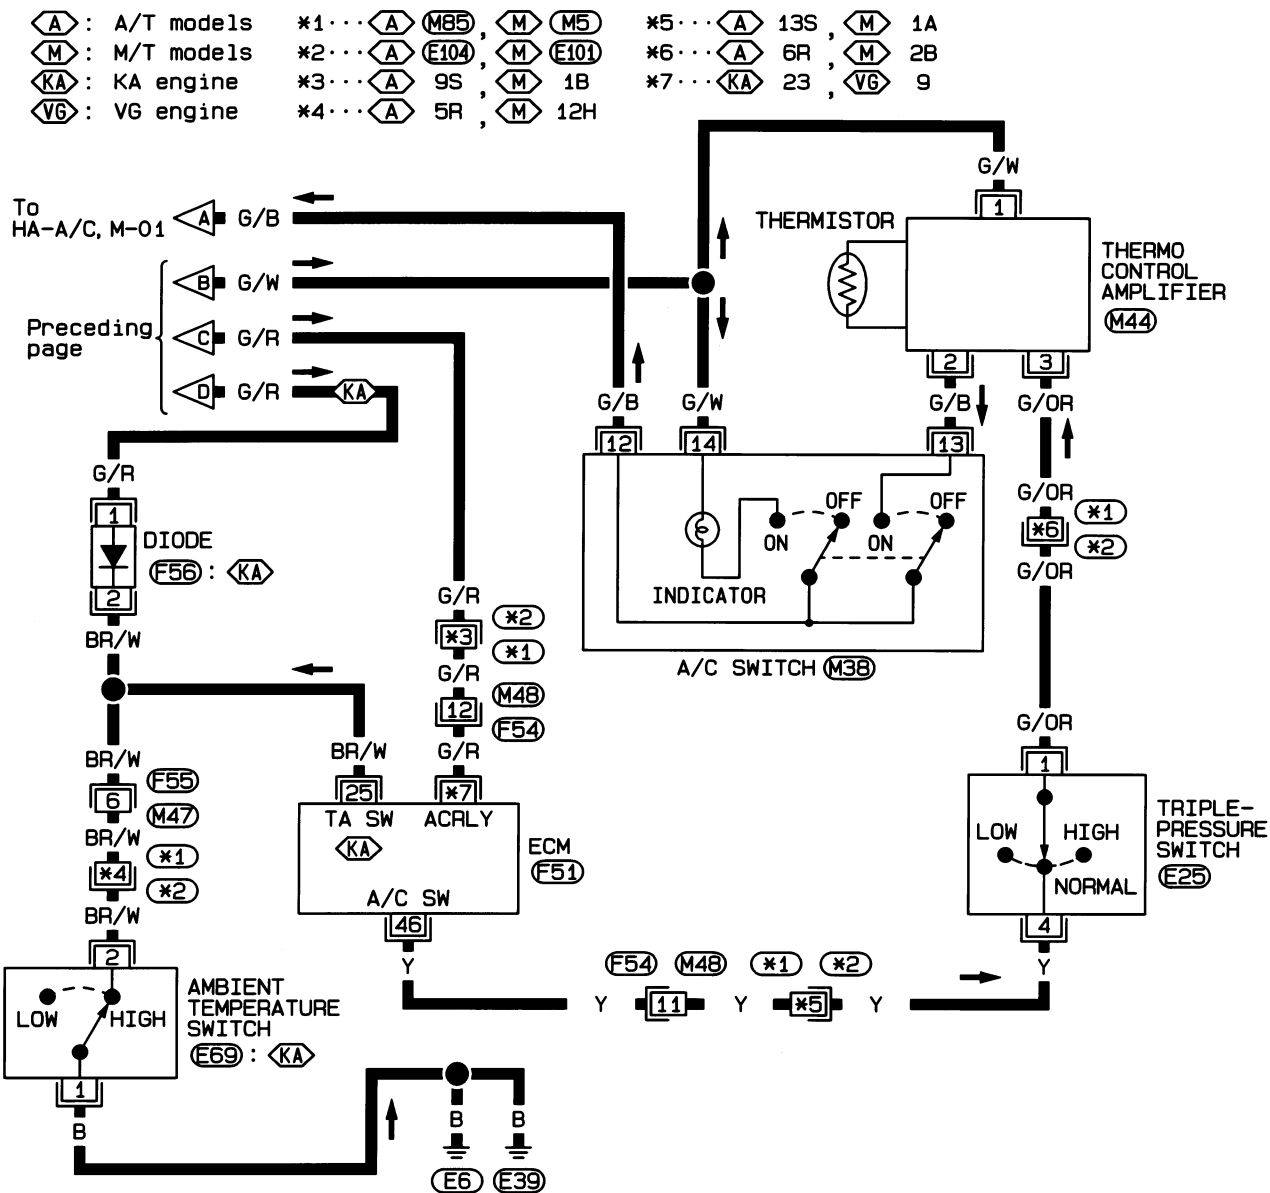 A : A/T models *1··· A M85 , M M5 *5··· A 13S , M 1A
M : M/T models *2··· A E104 , M E101 *6··· A 6R , M 2B
KA : KA engine *3··· A 9S , M 1B *7··· KA 23 , VG 9
VG : VG engine *4··· A 5R , M 12H
G/W
1
To
HA-A/C, M-01
A G/B
THERMISTOR
THERMO
CONTROL
AMPLIFIER
M44
B G/W
Preceding
page
C G/R
D G/R KA
2 3
G/B G/W G/B G/OR
12 14 13
G/R
1
DIODE
F56 : KA
2
BR/W
OFF OFF
ON ON
INDICATOR
A/C SWITCH M38
G/OR
*6 *1
*2
G/OR
G/R
*3 *2
*1
G/R
12 M48
F54
G/R
BR/W
25 *7
TA SW ACRLY
KA
ECM
F51
A/C SW
46
Y
BR/W
6 F55
M47
BR/W
*4 *1
*2
BR/W
2
G/OR
1
LOW HIGH
NORMAL
TRIPLE-
PRESSURE
SWITCH
E25
4
Y
AMBIENT
TEMPERATURE
SWITCH
E69 : KA
LOW HIGH
1
B
F54 M48 *1 *2
Y 11 Y *5 Y
B B
E6 E39